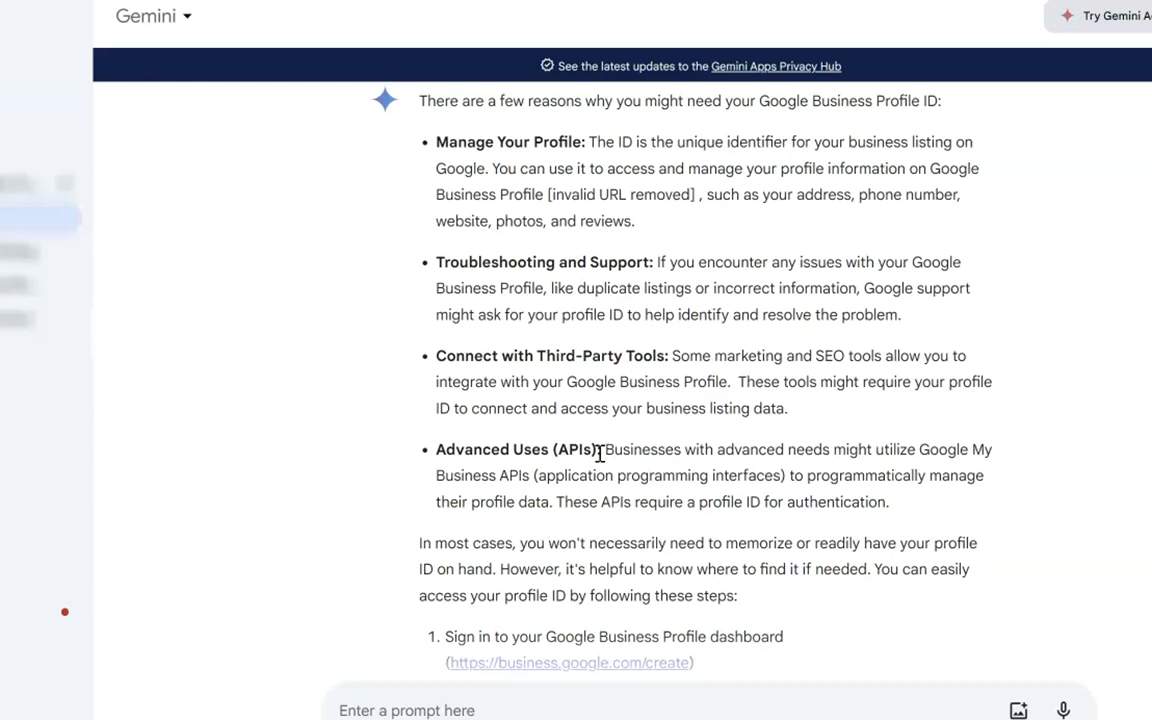 Gemini
Try Gemini A
See the latest updates to the Gemini Apps Privacy Hub
There are a few reasons why you might need your Google Business Profile ID:
• Manage Your Profile: The ID is the unique identifier for your business listing on
Google. You can use it to access and manage your profile information on Google
Business Profile [invalid URL removed] , such as your address, phone number,
website, photos, and reviews.
• Troubleshooting and Support: If you encounter any issues with your Google
Business Profile, like duplicate listings or incorrect information, Google support
might ask for your profile ID to help identify and resolve the problem.
• Connect with Third-Party Tools: Some marketing and SEO tools allow you to
integrate with your Google Business Profile. These tools might require your profile
ID to connect and access your business listing data.
• Advanced Uses (APIs): Businesses with advanced needs might utilize Google My
Business APIs (application programming interfaces) to programmatically manage
their profile data. These APIs require a profile ID for authentication.
In most cases, you won't necessarily need to memorize or readily have your profile
ID on hand. However, it's helpful to know where to find it if needed. You can easily
access your profile ID by following these steps:
1. Sign in to your Google Business Profile dashboard
(https://business.google.com/create)
Enter a prompt here